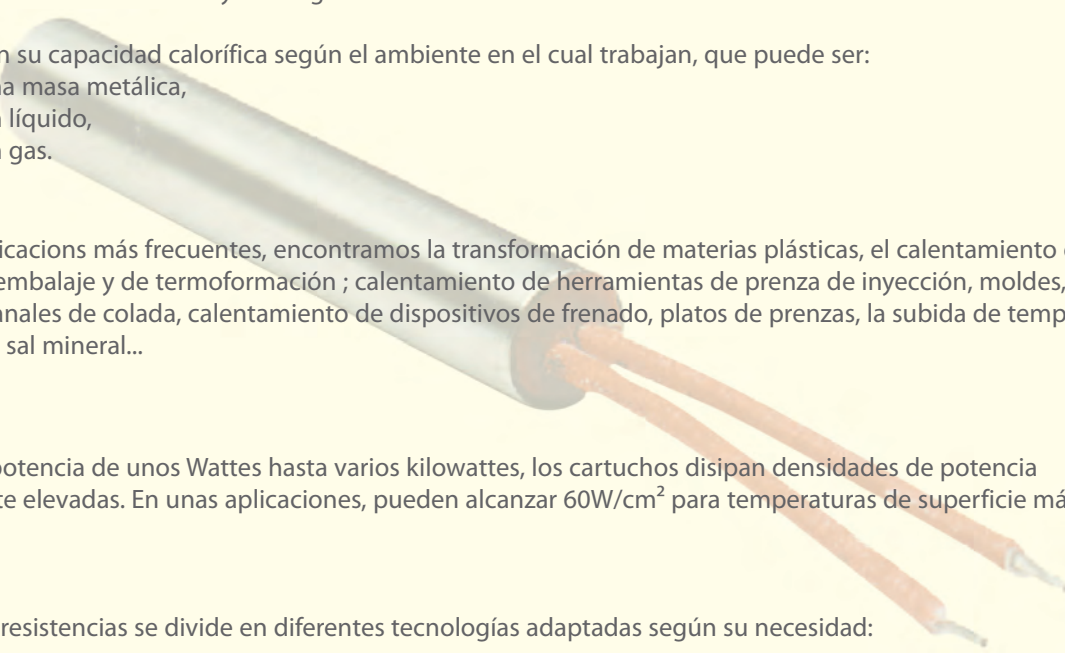 su capacidad calorífica según el ambiente en el cual trabajan, que puede ser:
masa metálica,
líquido,
gas.
más frecuentes, encontramos la transformación de materias plásticas, el calentamiento
embalaje y de termoformación ; calentamiento de herramientas de prenza de inyección, moldes,
de colada, calentamiento de dispositivos de frenado, platos de prenzas, la subida de temp
sal mineral...
potencia de unos Wattes hasta varios kilowattes, los cartuchos disipan densidades de potencia
elevadas. En unas aplicaciones, pueden alcanzar 60W/cm² para temperaturas de superficie má
resistencias se divide en diferentes tecnologías adaptadas según su necesidad: